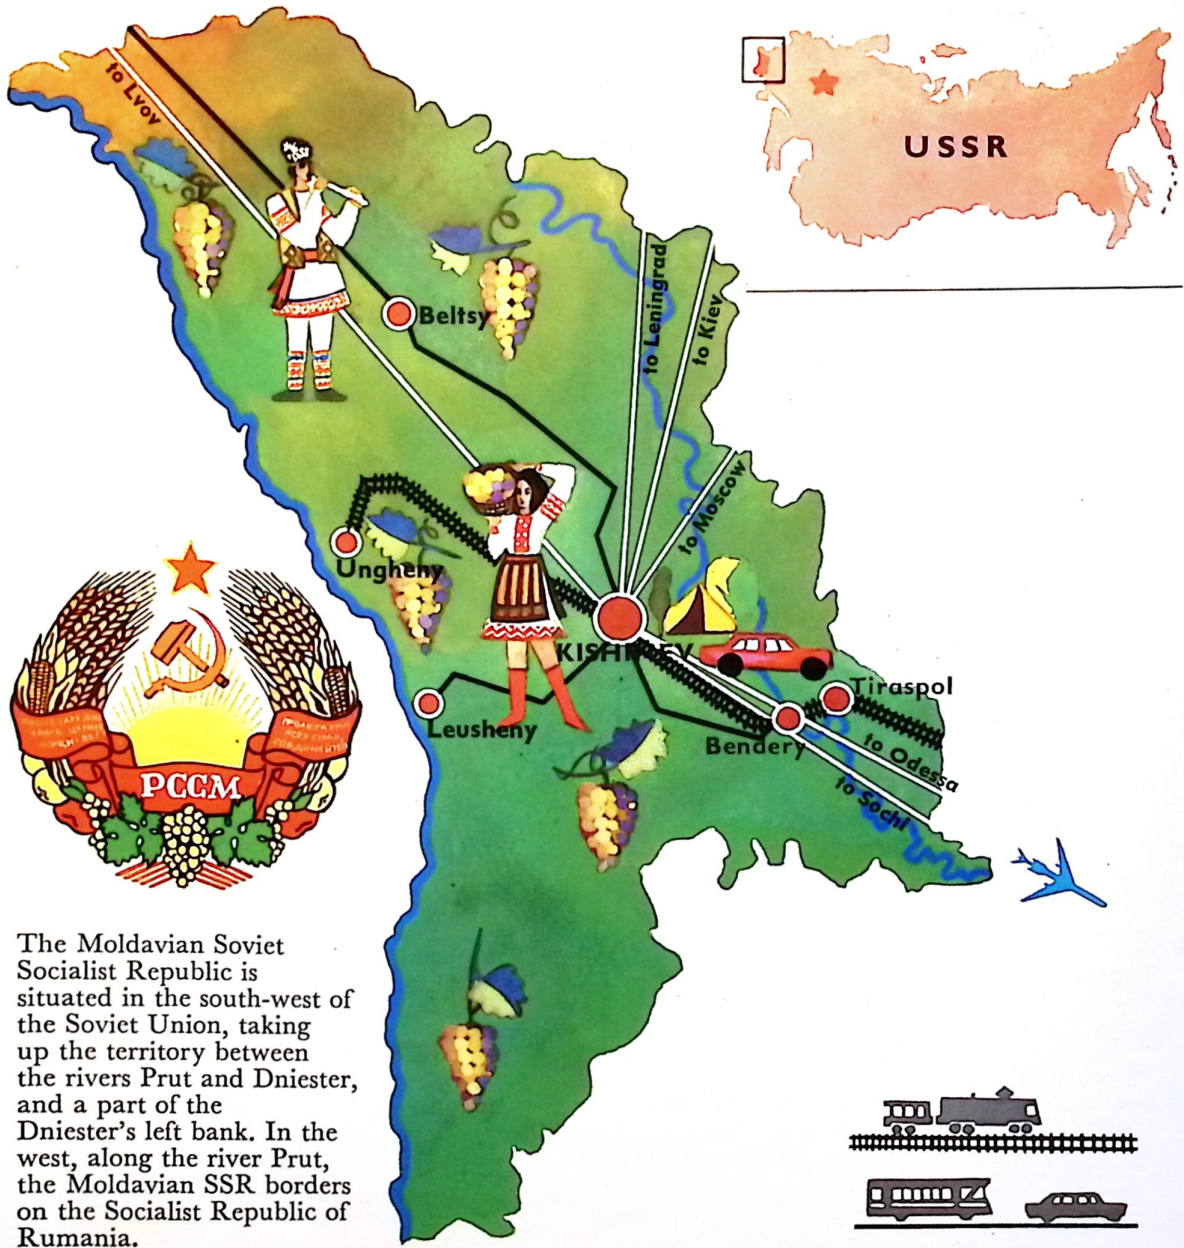 to Lvov
USSR
to Leningrad
to Kiev
Beltsy
to Moscow
Ungheny
KISHINEV
Tiraspol
Leusheny
Bendery
to Odessa
to Sochi
РССМ
The Moldavian Soviet
Socialist Republic is
situated in the south-west of
the Soviet Union, taking
up the territory between
the rivers Prut and Dniester,
and a part of the
Dniester's left bank. In the
west, along the river Prut,
the Moldavian SSR borders
on the Socialist Republic of
Rumania.